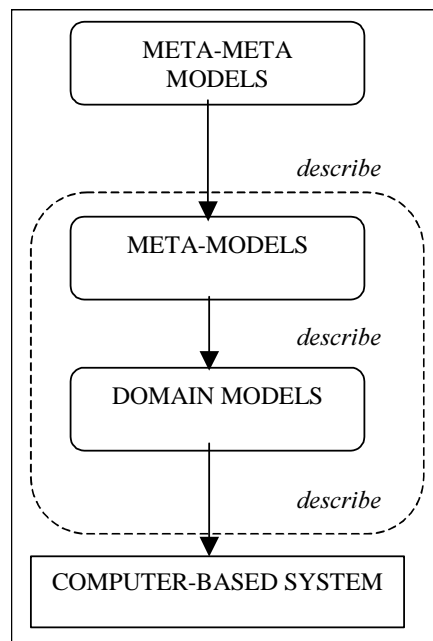 META-META
MODELS
describe
META-MODELS
describe
DOMAIN MODELS
describe
COMPUTER-BASED SYSTEM